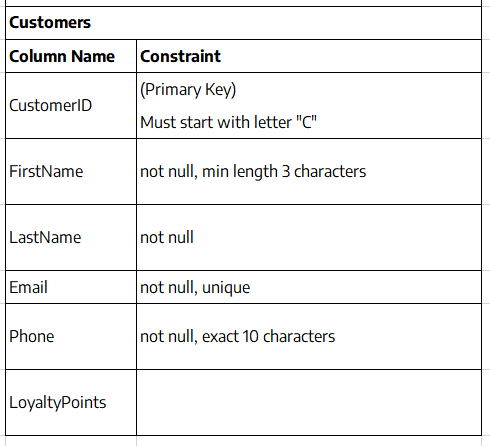 Customers
Column Name Constraint
CustomerID (Primary Key)
Must start with letter "C"
FirstName not null, min length 3 characters
LastName not null
Email not null, unique
Phone not null, exact 10 characters
LoyaltyPoints